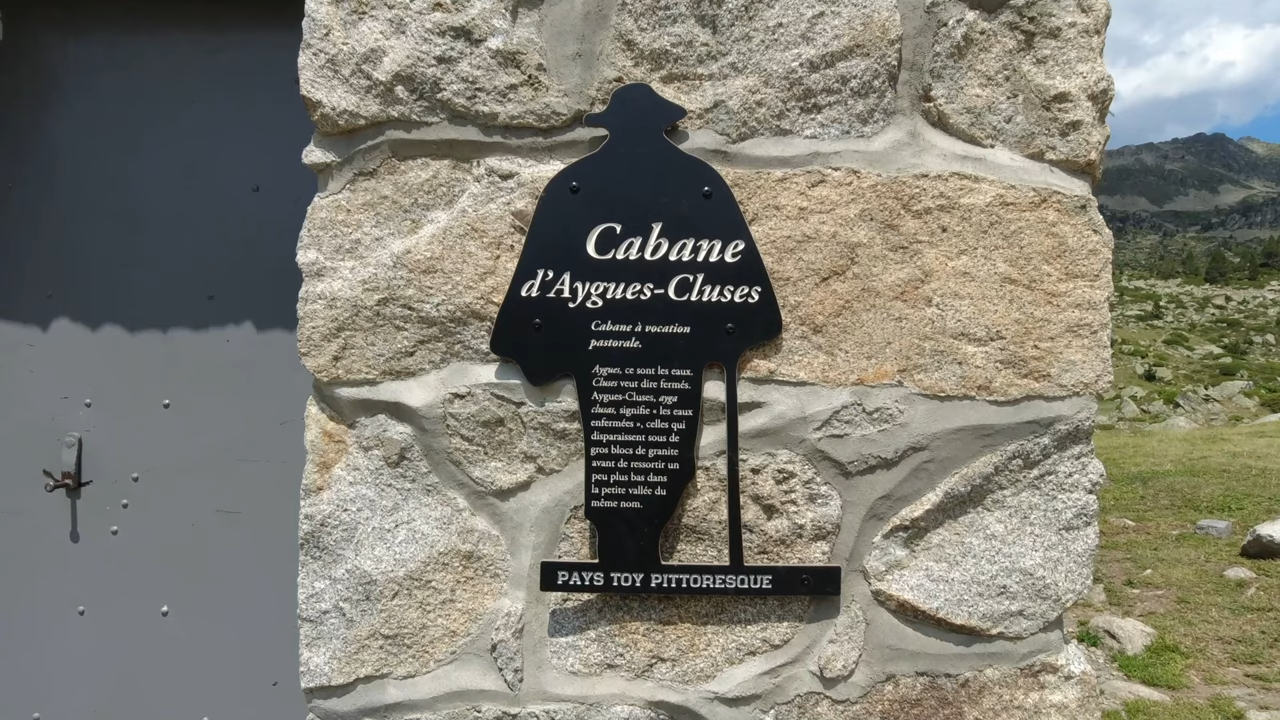 Cabane
d'Aygues-Cluses
Cabane à vocation
pastorale.
Aygues, ce sont les eaux.
Cluses veut dire fermés.
Aygues-Cluses, ayga
clusas, signifie « les eaux
enfermées », celles qui
disparaissent sous de
gros blocs de granite
avant de ressortir un
peu plus bas dans
la petite vallée du
même nom.
PAYS TOY PITTORESQUE